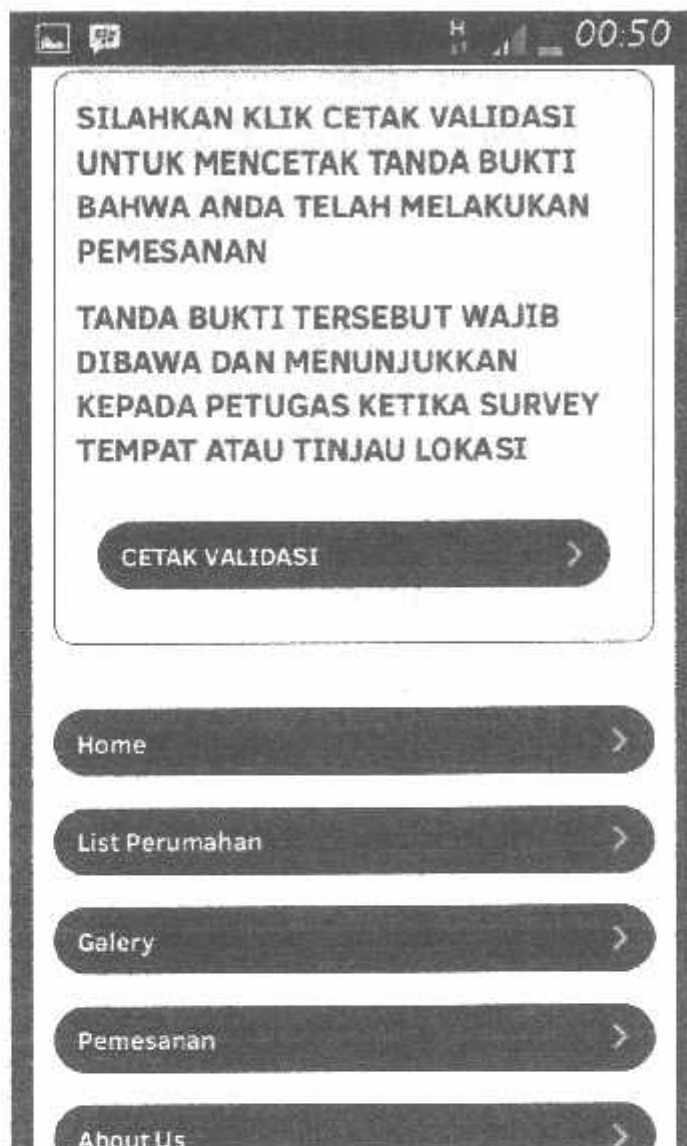 00:50
SILAHKAN KLIK CETAK VALIDASI
UNTUK MENCETAK TANDA BUKTI
BAHWA ANDA TELAH MELAKUKAN
PEMESANAN
TANDA BUKTI TERSEBUT WAJIB
DIBAWA DAN MENUNJUKKAN
KEPADA PETUGAS KETIKA SURVEY
TEMPAT ATAU TINJAU LOKASI
CETAK VALIDASI
Home
List Perumahan
Galery
Pemesanan
About Us